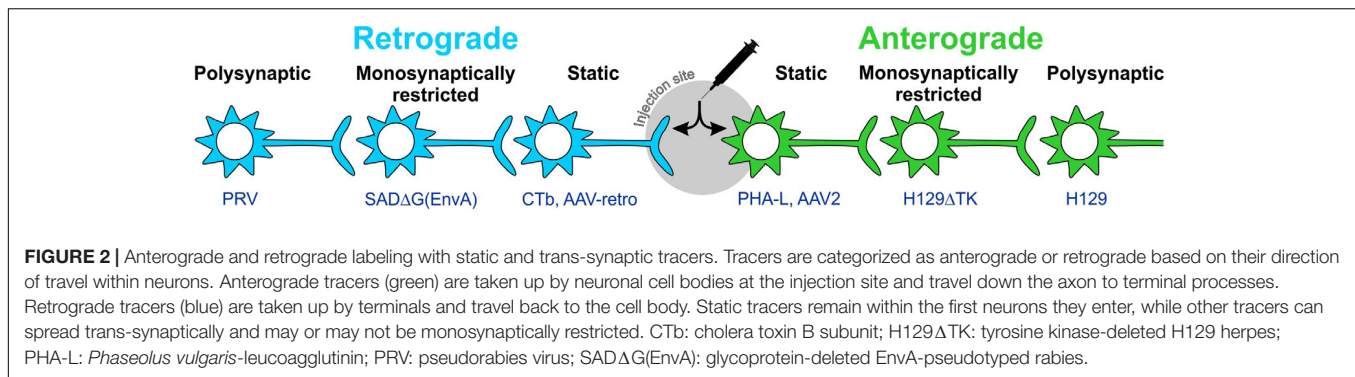 Retrograde
Anterograde
Polysynaptic
Monosynaptically
restricted
Static
Injection site
Static
Monosynaptically
restricted
Polysynaptic
PRV
SADΔG(EnvA)
CTb, AAV-retro
PHA-L, AAV2
H129ΔTK
H129
FIGURE 2 | Anterograde and retrograde labeling with static and trans-synaptic tracers. Tracers are categorized as anterograde or retrograde based on their direction
of travel within neurons. Anterograde tracers (green) are taken up by neuronal cell bodies at the injection site and travel down the axon to terminal processes.
Retrograde tracers (blue) are taken up by terminals and travel back to the cell body. Static tracers remain within the first neurons they enter, while other tracers can
spread trans-synaptically and may or may not be monosynaptically restricted. CTb: cholera toxin B subunit; H129ΔTK: tyrosine kinase-deleted H129 herpes;
PHA-L: Phaseolus vulgaris-leucoagglutinin; PRV: pseudorabies virus; SADΔG(EnvA): glycoprotein-deleted EnvA-pseudotyped rabies.